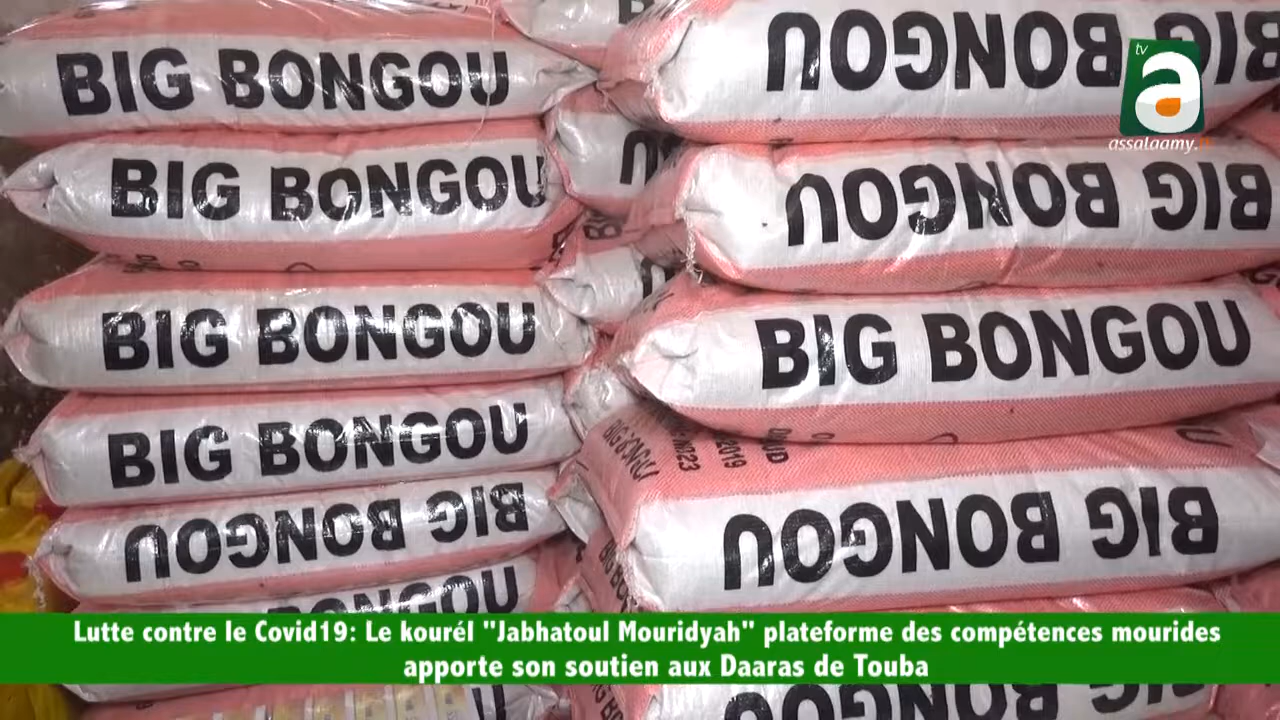 BIG BONGOU
BIG BONGOU
BIG BONGOU
BIG BONGOU
BIG BONGOU
BIG BONGOU
BIG BONGOU
BIG BONGOU
BIG BONGOU
2019
BIG BONGOU
tv
a
assalaamy.tv
Lutte contre le Covid19: Le kourél "Jabhatoul Mouridyah" plateforme des compétences mourides
apporte son soutien aux Daaras de Touba